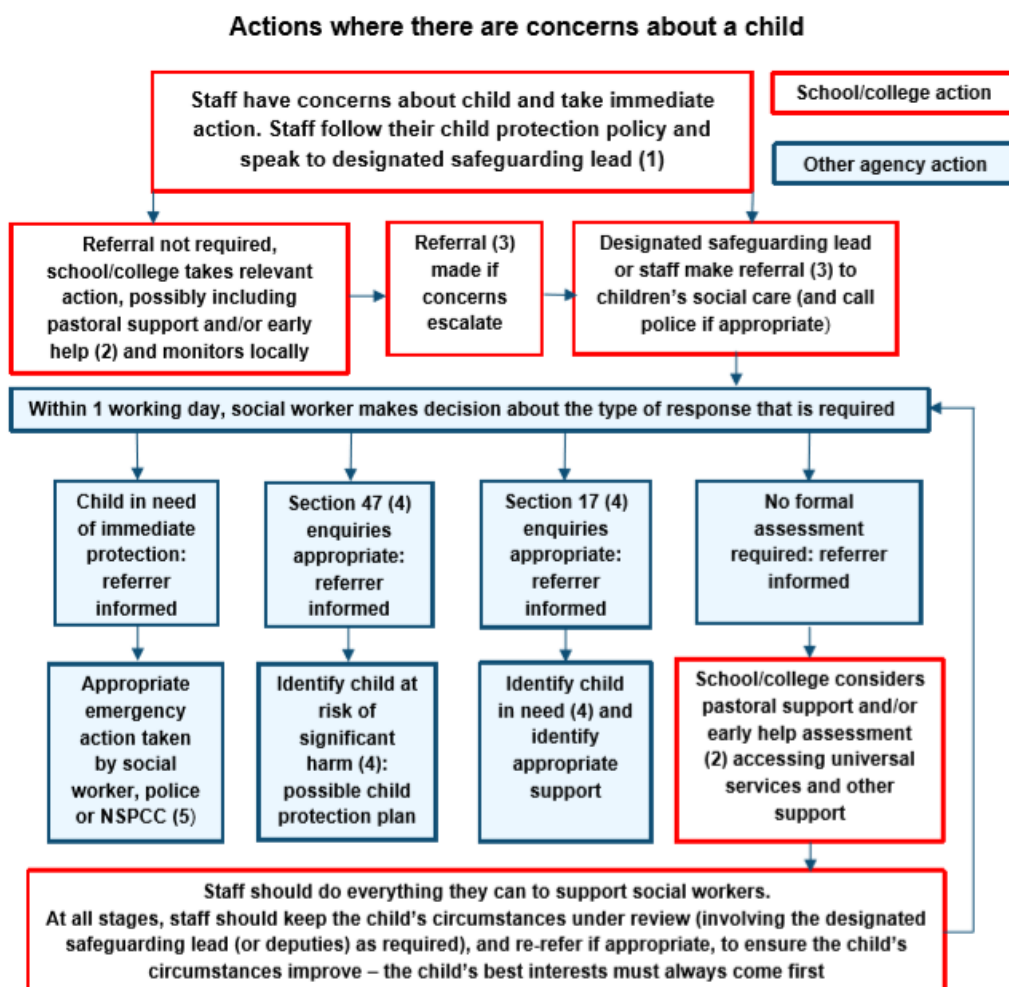 Actions where there are concerns about a child
Staff have concerns about child and take immediate
action. Staff follow their child protection policy and
speak to designated safeguarding lead (1)
School/college action
Other agency action
Referral not required,
school/college takes relevant
action, possibly including
pastoral support and/or early
help (2) and monitors locally
Referral (3)
made if
concerns
escalate
Designated safeguarding lead
or staff make referral (3) to
children’s social care (and call
police if appropriate)
Within 1 working day, social worker makes decision about the type of response that is required
Child in need
of immediate
protection:
referrer
informed
Section 47 (4)
enquiries
appropriate:
referrer
informed
Section 17 (4)
enquiries
appropriate:
referrer
informed
No formal
assessment
required: referrer
informed
Appropriate
emergency
action taken
by social
worker, police
or NSPCC (5)
Identify child at
risk of
significant
harm (4):
possible child
protection plan
Identify child
in need (4) and
identify
appropriate
support
School/college considers
pastoral support and/or
early help assessment
(2) accessing universal
services and other
support
Staff should do everything they can to support social workers.
At all stages, staff should keep the child’s circumstances under review (involving the designated
safeguarding lead (or deputies) as required), and re-refer if appropriate, to ensure the child’s
circumstances improve – the child’s best interests must always come first